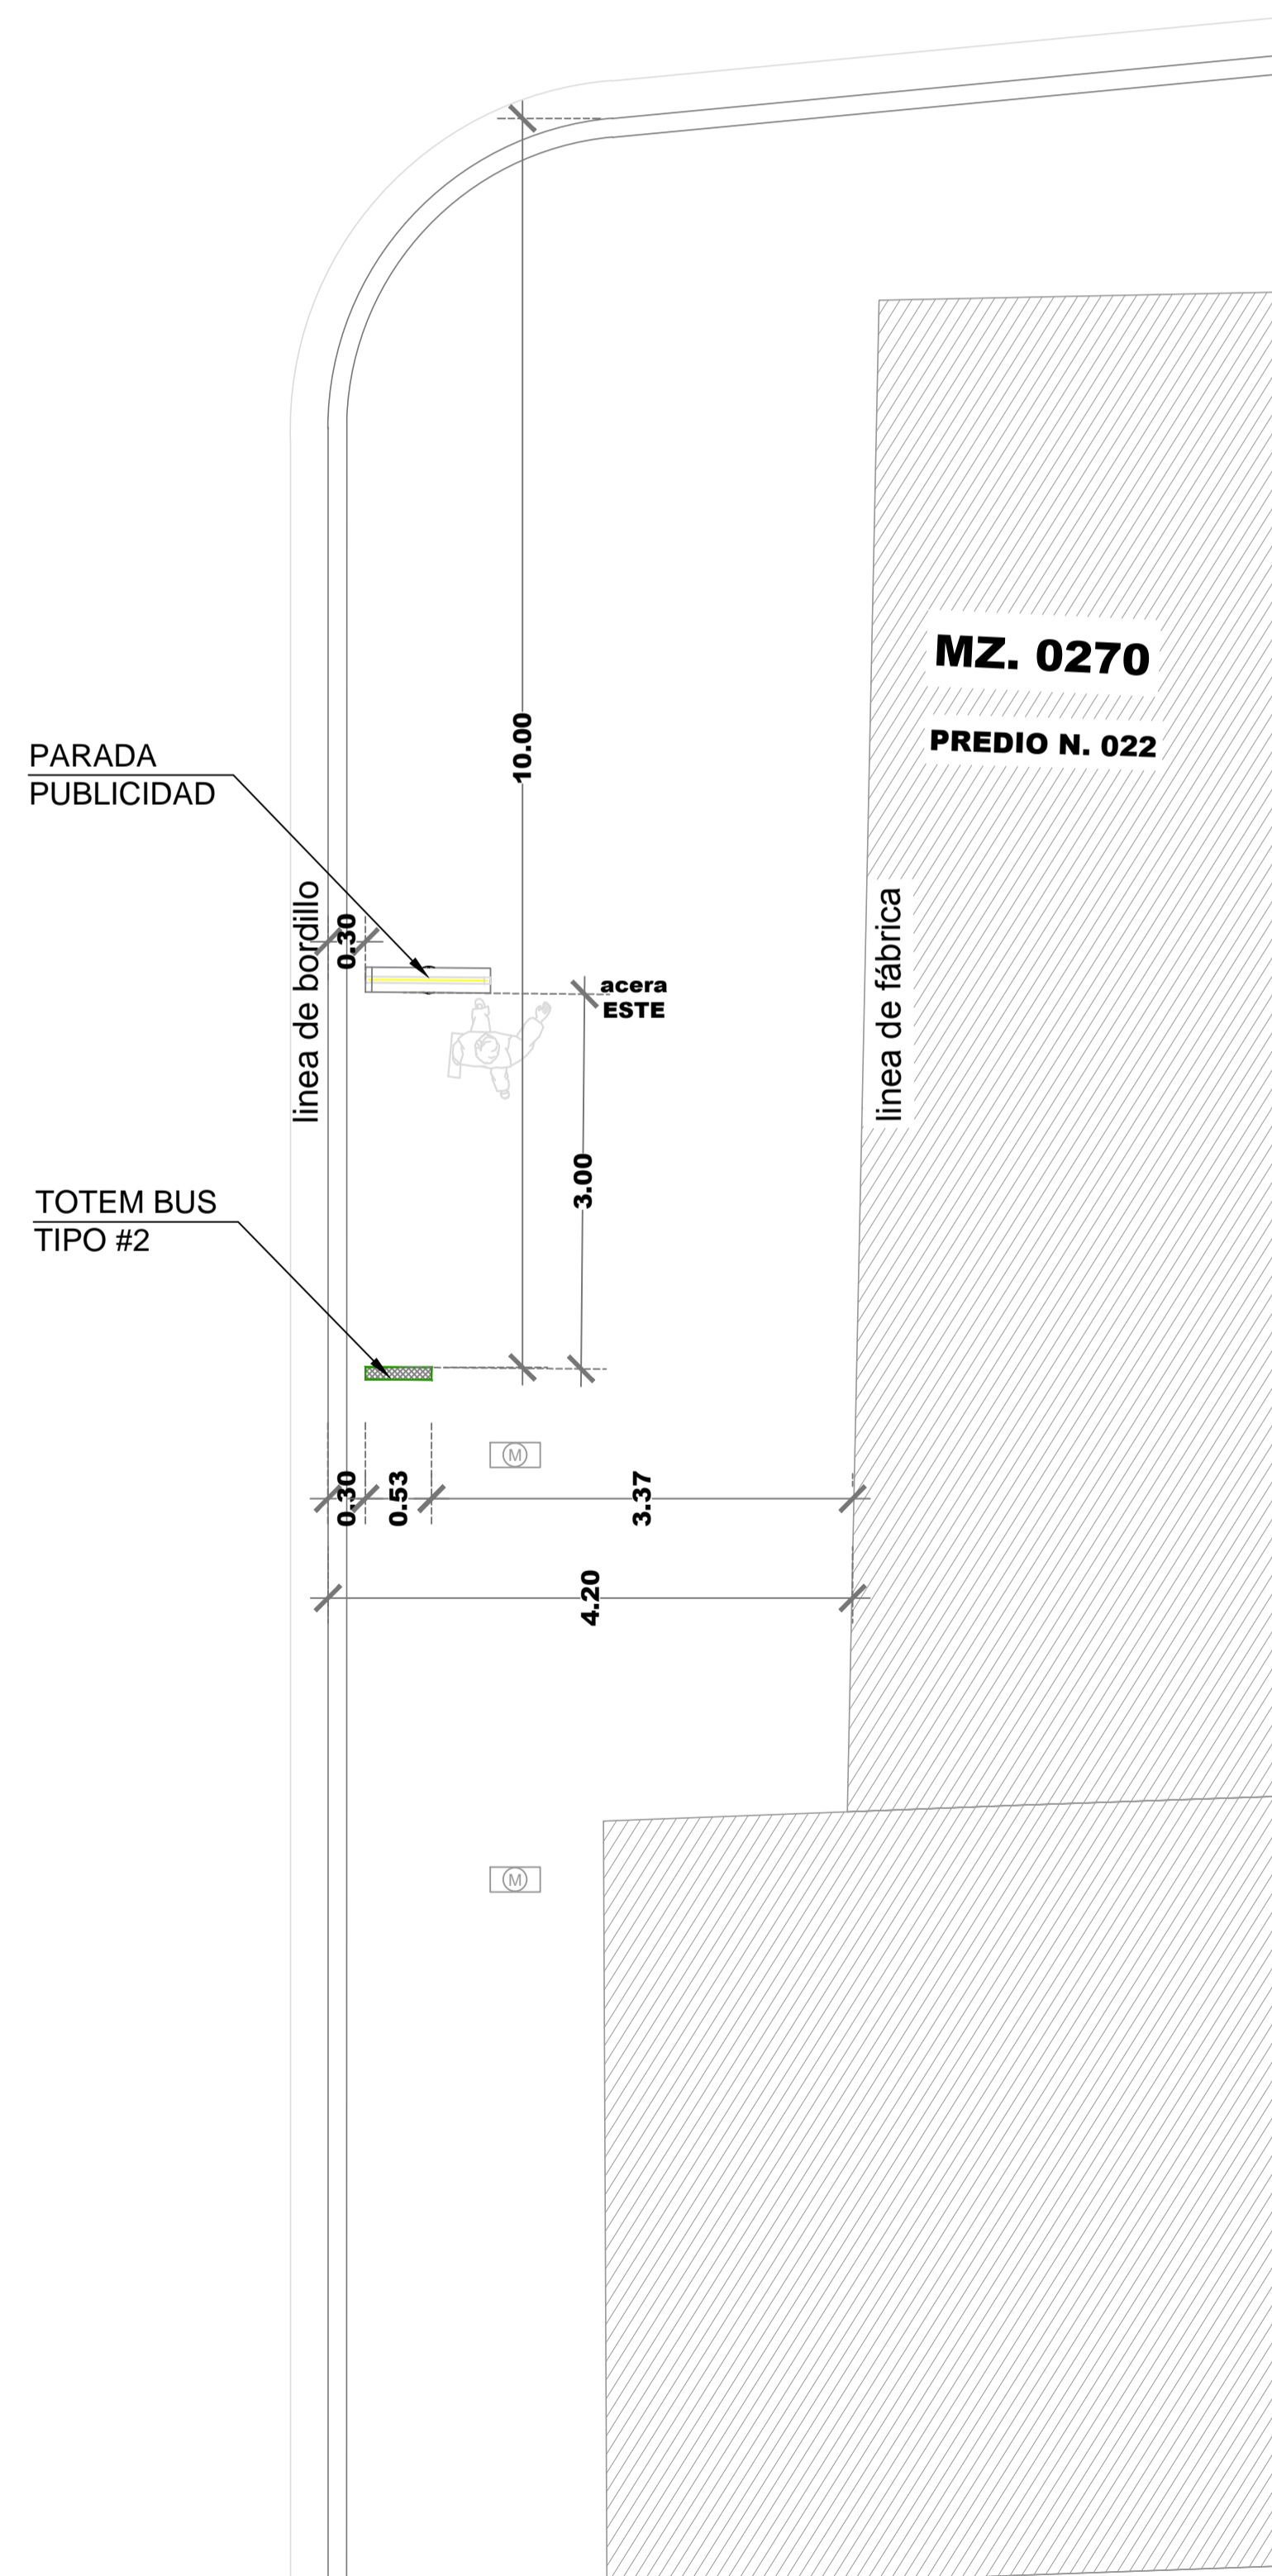 MZ. 0270
PREDIO N. 022
10.00
PARADA
PUBLICIDAD
linea de bordillo
0.30
linea de fábrica
acera
ESTE
3.00
TOTEM BUS
TIPO #2
M
0.30
0.53
3.37
4.20
M